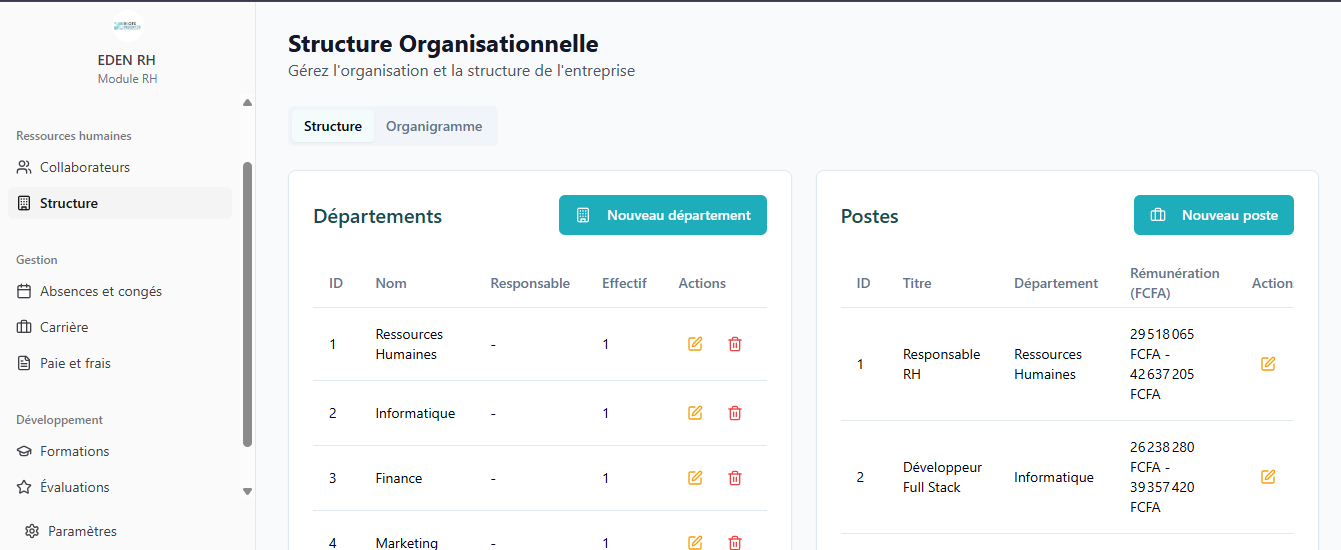 EDEN RH
Module RH
Ressources humaines
Collaborateurs
Structure
Gestion
Absences et congés
Carrière
Paie et frais
Développement
Formations
Évaluations
Paramètres
Structure Organisationnelle
Gérez l'organisation et la structure de l'entreprise
Structure Organigramme
Départements
Nouveau département
ID Nom Responsable Effectif Actions
1 Ressources Humaines - 1
2 Informatique - 1
3 Finance - 1
4 Marketing - 1
Postes
Nouveau poste
ID Titre Département Rémunération (FCFA) Actions
1 Responsable RH Ressources Humaines 29 518 065 FCFA - 42 637 205 FCFA
2 Développeur Full Stack Informatique 26 238 280 FCFA - 39 357 420 FCFA